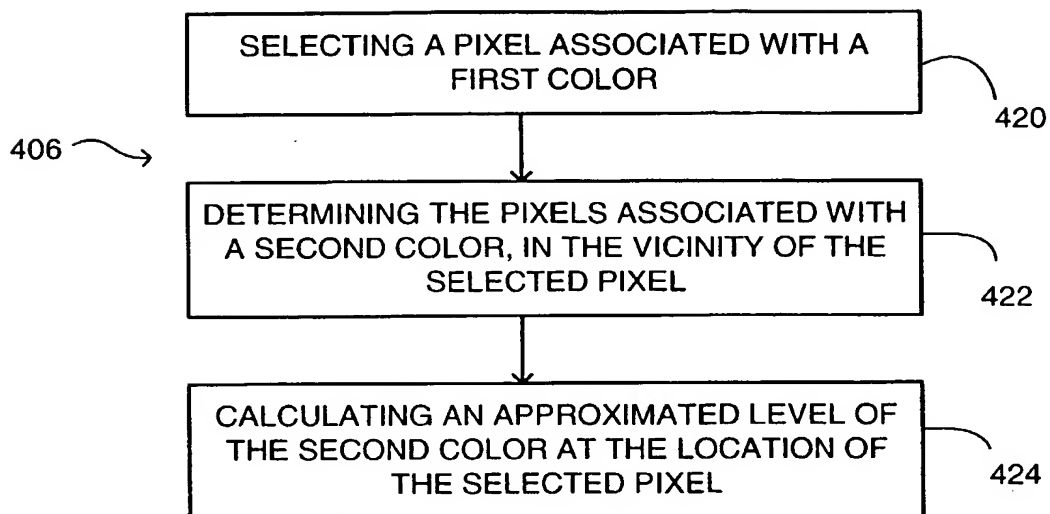 SELECTING A PIXEL ASSOCIATED WITH A
FIRST COLOR
420
406
DETERMINING THE PIXELS ASSOCIATED WITH
A SECOND COLOR, IN THE VICINITY OF THE
SELECTED PIXEL
422
CALCULATING AN APPROXIMATED LEVEL OF
THE SECOND COLOR AT THE LOCATION OF
THE SELECTED PIXEL
424